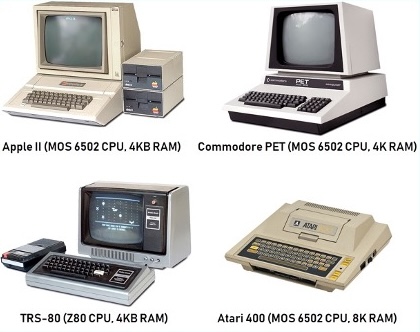 Apple II (MOS 6502 CPU, 4KB RAM)
PET
Commodore PET (MOS 6502 CPU, 4K RAM)
TRS-80 (Z80 CPU, 4KB RAM)
ATARI
Atari 400 (MOS 6502 CPU, 8K RAM)